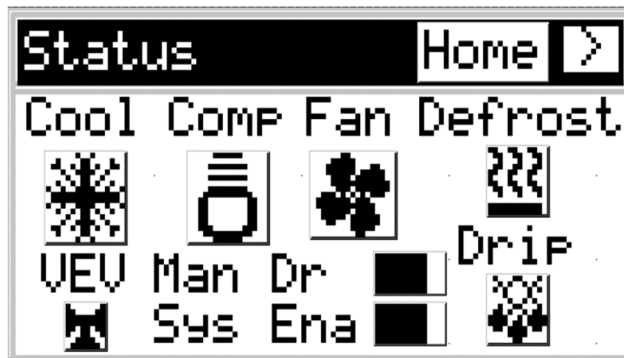 Status Home >
Cool Comp Fan Defrost
Drip
VEV Man Dr
Sys Ena